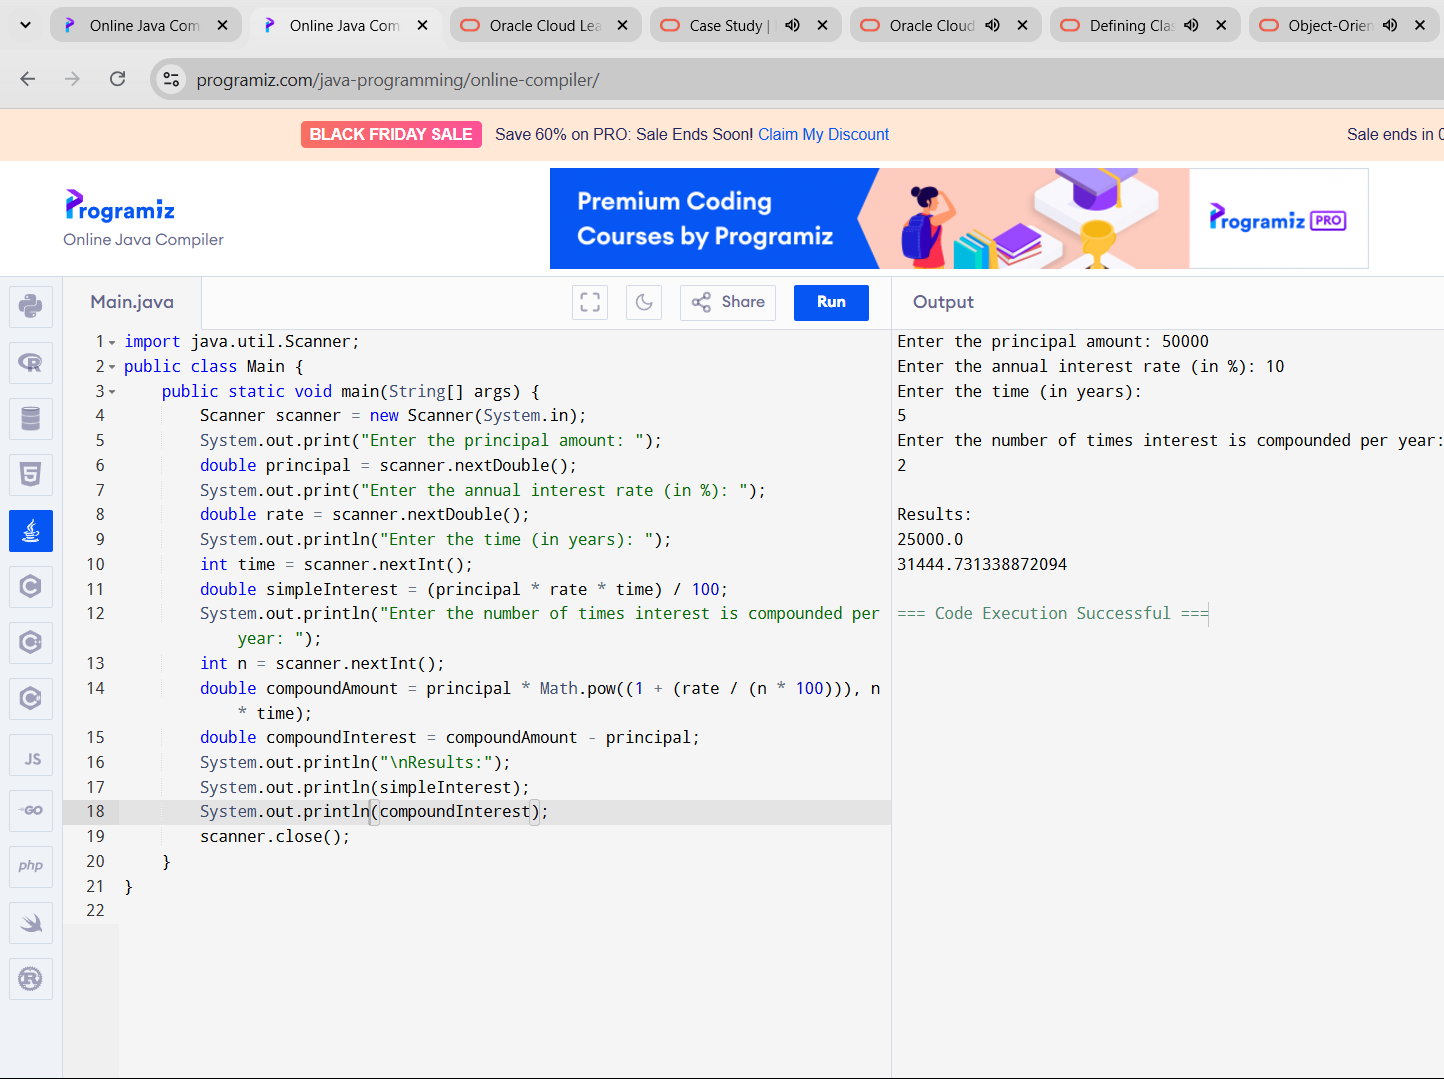 Online Java Com
Online Java Com
Oracle Cloud Lea
Case Study |
Oracle Cloud
Defining Clas
Object-Orien
programiz.com/java-programming/online-compiler/
BLACK FRIDAY SALE Save 60% on PRO: Sale Ends Soon! Claim My Discount
Sale ends in
Programiz
Online Java Compiler
Premium Coding
Courses by Programiz
Programiz PRO
Main.java
Share
Run
Output
1 import java.util.Scanner;
2 public class Main {
3 public static void main(String[] args) {
4 Scanner scanner = new Scanner(System.in);
5 System.out.print("Enter the principal amount: ");
6 double principal = scanner.nextDouble();
7 System.out.print("Enter the annual interest rate (in %): ");
8 double rate = scanner.nextDouble();
9 System.out.println("Enter the time (in years): ");
10 int time = scanner.nextInt();
11 double simpleInterest = (principal * rate * time) / 100;
12 System.out.println("Enter the number of times interest is compounded per
year: ");
13 int n = scanner.nextInt();
14 double compoundAmount = principal * Math.pow((1 + (rate / (n * 100))), n
* time);
15 double compoundInterest = compoundAmount - principal;
16 System.out.println("\nResults:");
17 System.out.println(simpleInterest);
18 System.out.println(compoundInterest);
19 scanner.close();
20 }
21 }
22
Enter the principal amount: 50000
Enter the annual interest rate (in %): 10
Enter the time (in years):
5
Enter the number of times interest is compounded per year:
2
Results:
25000.0
31444.731338872094
=== Code Execution Successful ===
R
5
C
C
C
JS
GO
php
R